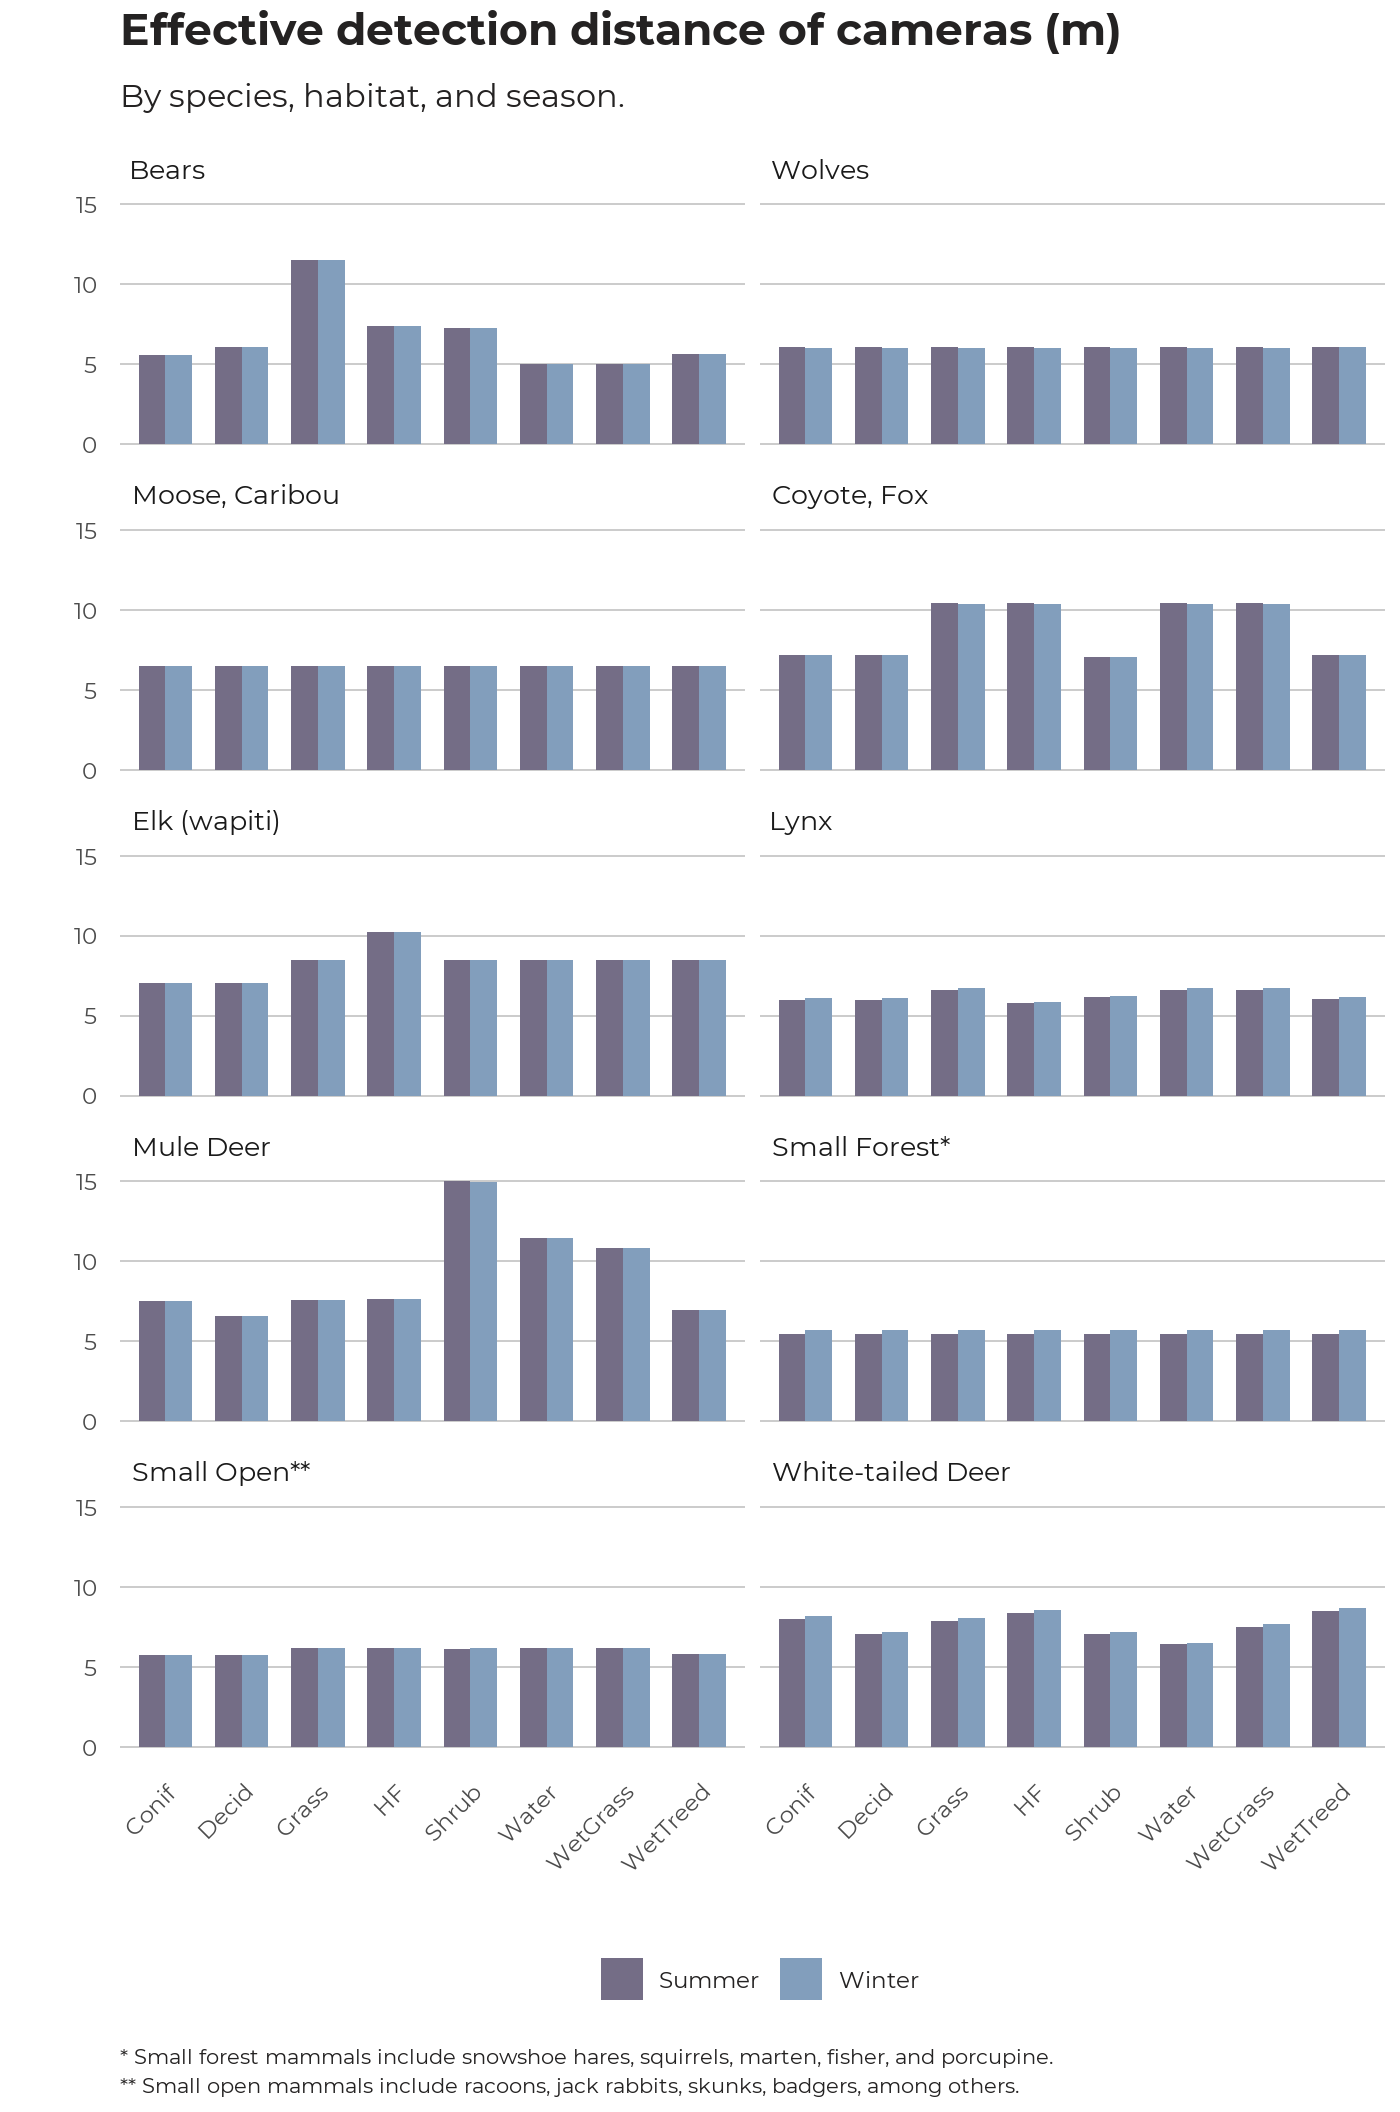 Effective detection distance of cameras (m)
By species, habitat, and season.
Bears
Wolves
15
10
5
0
Moose, Caribou
Coyote, Fox
15
10
5
0
Elk (wapiti)
Lynx
15
10
5
0
Mule Deer
Small Forest*
15
10
5
0
Small Open**
White-tailed Deer
15
10
5
0
Conif
Decid
Grass
HF
Shrub
Water
WetGrass
WetTreed
Conif
Decid
Grass
HF
Shrub
Water
WetGrass
WetTreed
Summer
Winter
* Small forest mammals include snowshoe hares, squirrels, marten, fisher, and porcupine.
** Small open mammals include racoons, jack rabbits, skunks, badgers, among others.